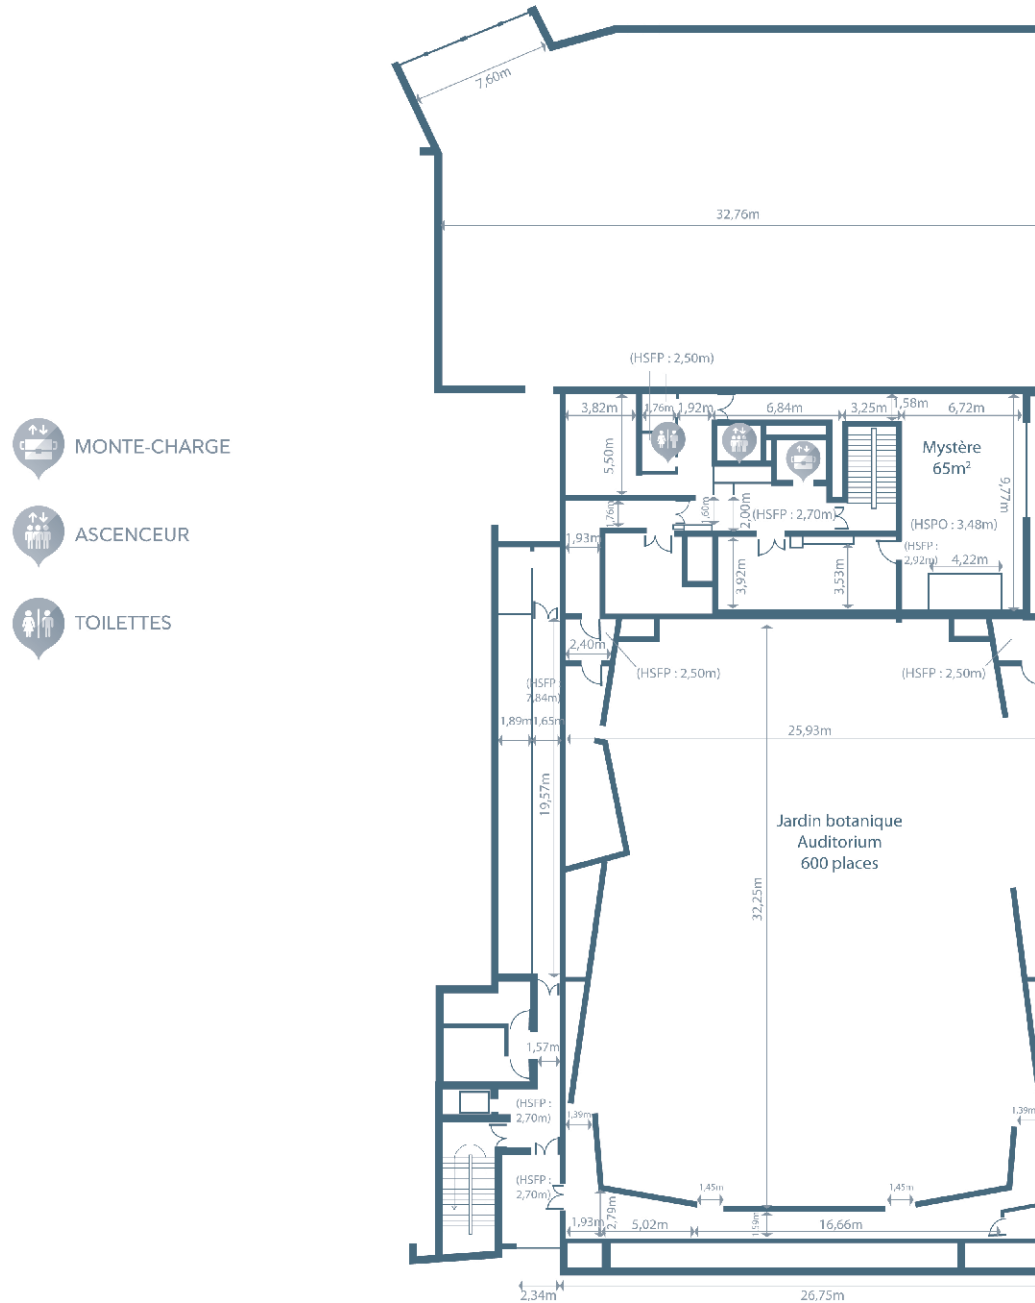 7,60m
32,76m
(HSFP : 2,50m)
3,82m
1,76m
1,92m
6,84m
3,25m
1,58m
6,72m
MONTE-CHARGE
5,50m
Mystère
65m²
9,77m
ASCENCEUR
1,76m
1,60m
2,00m
(HSFP : 2,70m)
(HSPO : 3,48m)
1,93m
(HSFP :
2,92m)
4,22m
3,92m
3,53m
TOILETTES
2,40m
(HSFP : 2,50m)
(HSFP : 2,50m)
(HSFP :
7,84m)
1,89m
1,65m
25,93m
19,57m
Jardin botanique
Auditorium
600 places
32,25m
1,57m
(HSFP :
2,70m)
1,39m
1,39m
(HSFP :
2,70m)
1,45m
1,45m
1,93m
2,79m
5,02m
1,59m
16,66m
2,34m
26,75m